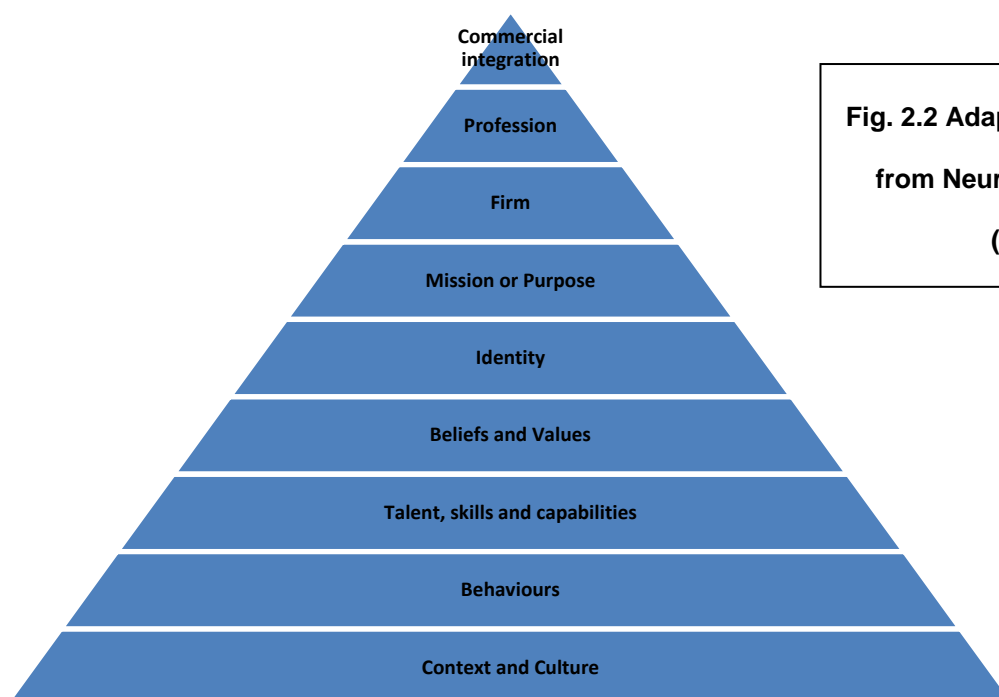 Commercial
integration
Profession
Firm
Mission or Purpose
Identity
Beliefs and Values
Talent, skills and capabilities
Behaviours
Context and Culture
Fig. 2.2
from
(